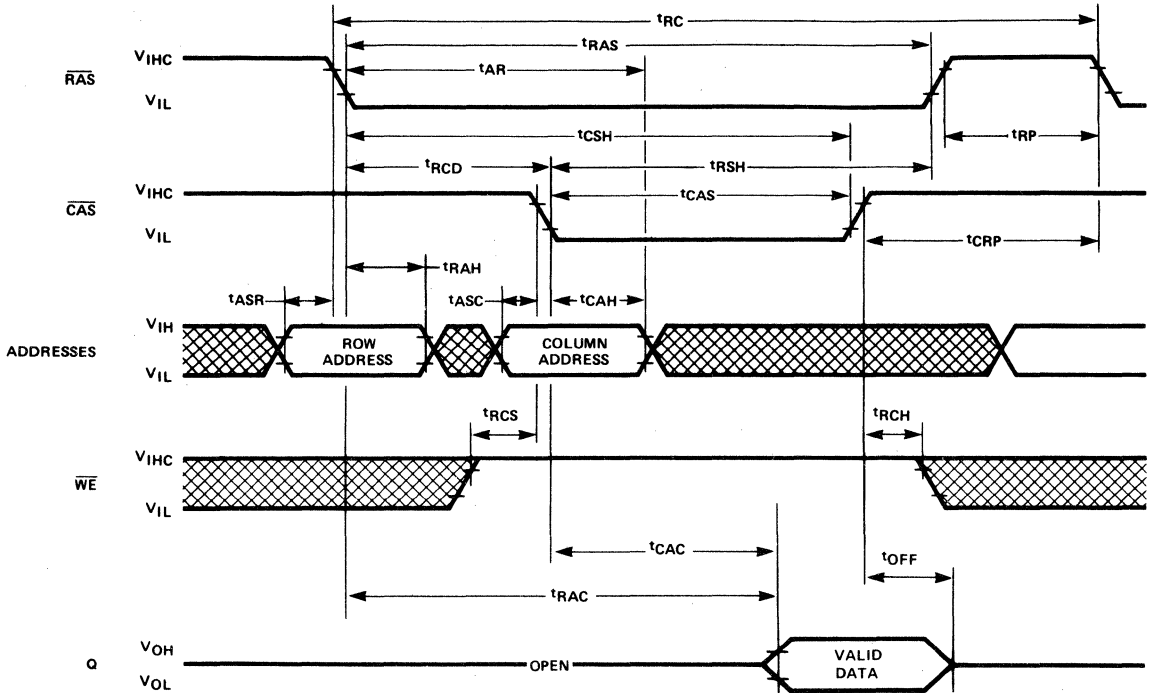 tRC
tRAS
tAR
VIHC
RAS
VIL
tCSH
tRP
tRCD
tRSH
VIHC
tCAS
CAS
VIL
tCRP
tRAH
tASR
tASC
tCAH
VIH
ADDRESSES
ROW
ADDRESS
COLUMN
ADDRESS
VIL
tRCS
tRCH
VIHC
WE
VIL
tCAC
tOFF
tRAC
VOH
Q
OPEN
VALID
DATA
VOL